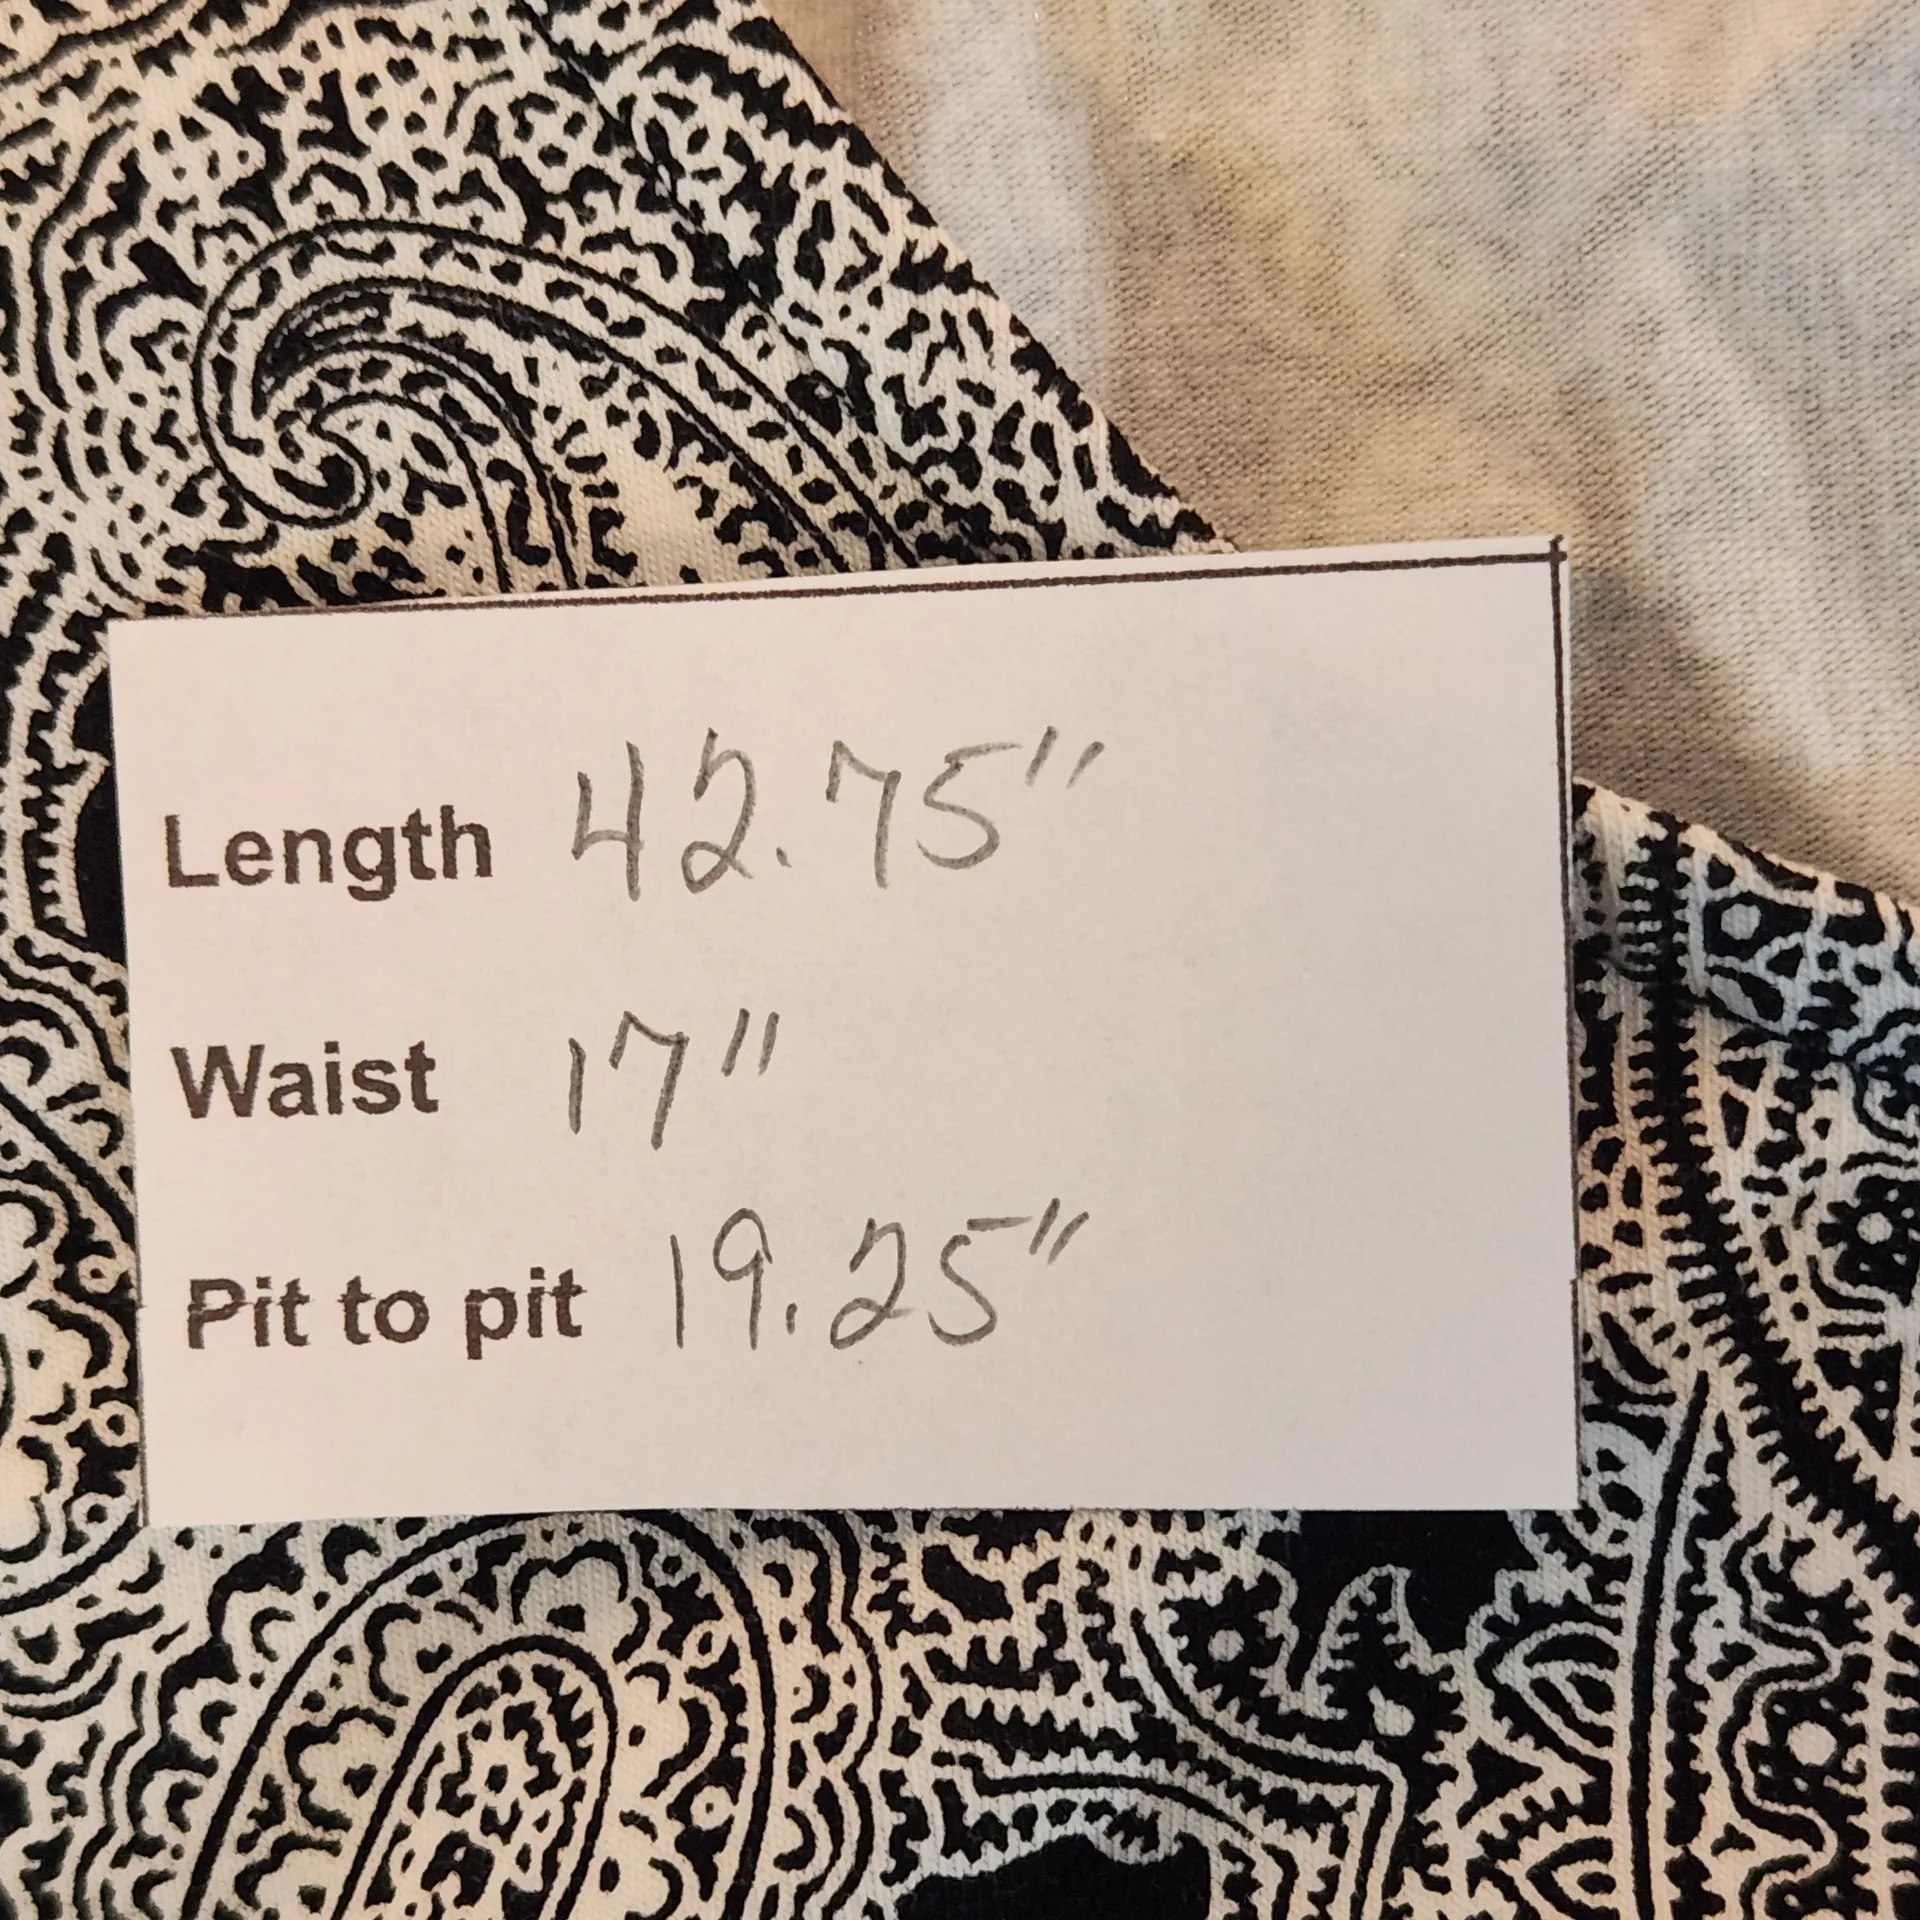 Length 42.75"
Waist 17"
Pit to pit 19.25"